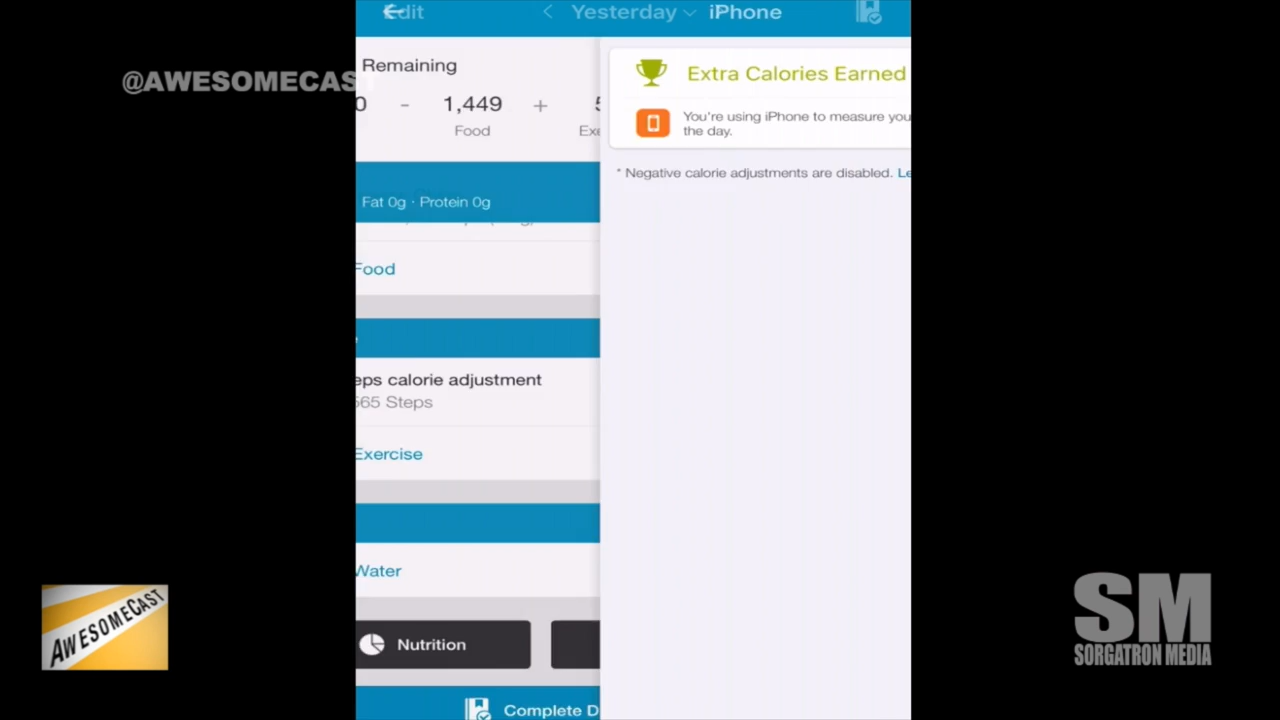 Edit
Yesterday
iPhone
@AWESOMECAST
Remaining
1,449
+
Food
Fat 0g · Protein 0g
Food
calorie adjustment
Steps
Exercise
Water
Nutrition
Complete
Extra Calories Earned
You're using iPhone to measure
the day.
* Negative calorie adjustments are disabled.
AWESOMECAST
SM
SORGATRON MEDIA